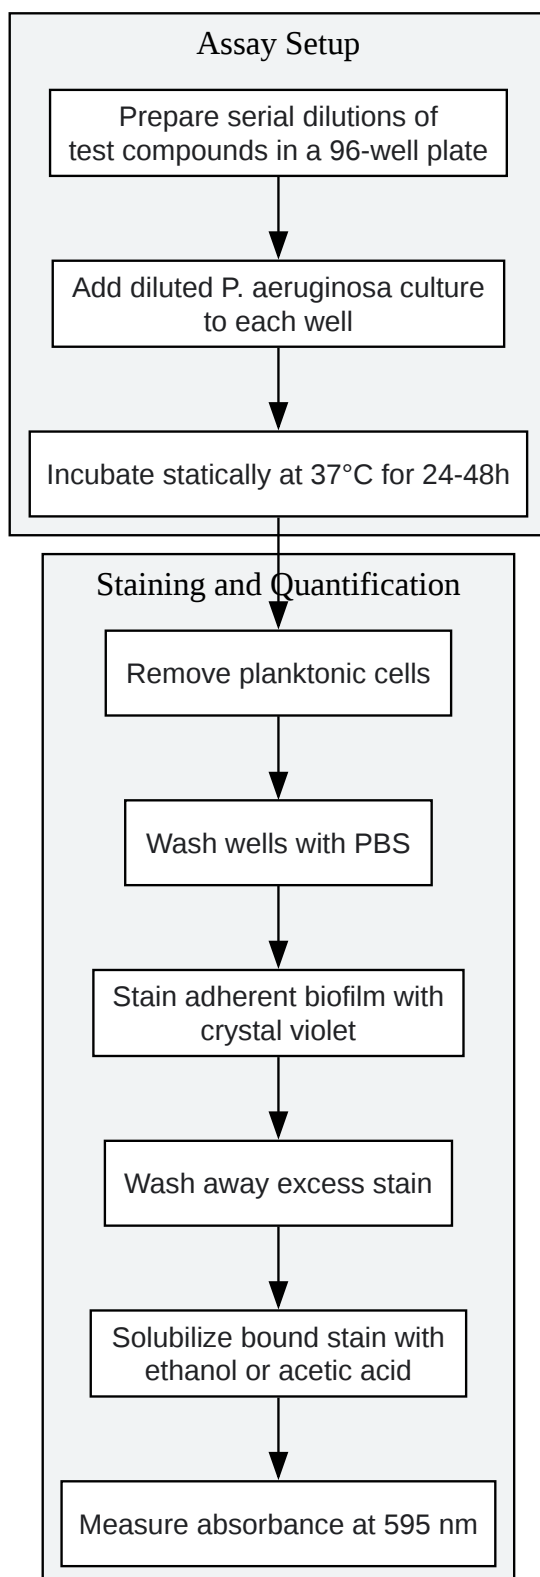 Assay Setup
Prepare serial dilutions of
test compounds in a 96-well plate
Add diluted P. aeruginosa culture
to each well
Incubate statically at 37°C for 24-48h
Staining and Quantification
Remove planktonic cells
Wash wells with PBS
Stain adherent biofilm with
crystal violet
Wash away excess stain
Solubilize bound stain with
ethanol or acetic acid
Measure absorbance at 595 nm